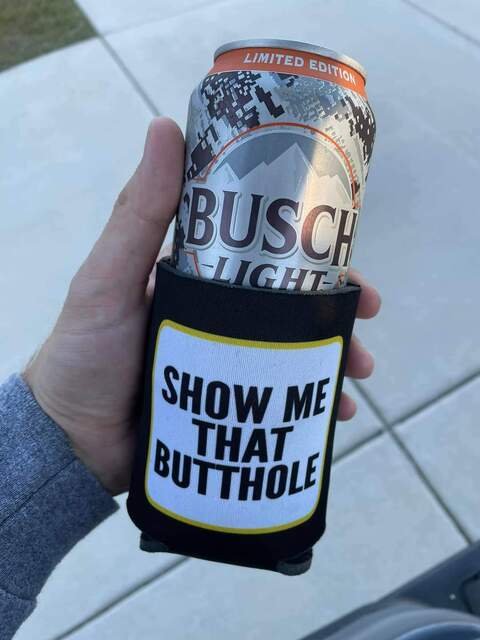 LIMITED EDITION
BUSCH
LIGHT
SHOW ME
THAT
BUTTHOLE